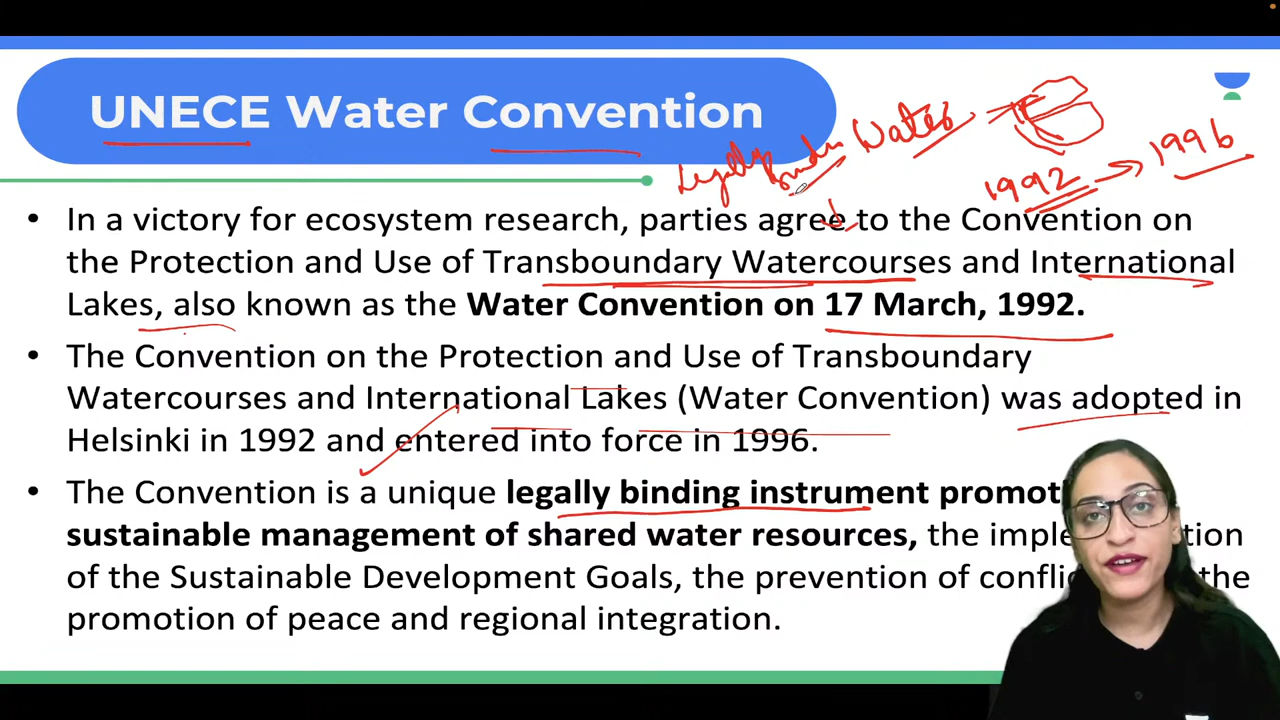 UNECE Water Convention
Legally Binding Water
1992 → 1996
• In a victory for ecosystem research, parties agree to the Convention on
the Protection and Use of Transboundary Watercourses and International
Lakes, also known as the Water Convention on 17 March, 1992.
• The Convention on the Protection and Use of Transboundary
Watercourses and International Lakes (Water Convention) was adopted in
Helsinki in 1992 and entered into force in 1996.
• The Convention is a unique legally binding instrument promot
sustainable management of shared water resources, the imple tion
of the Sustainable Development Goals, the prevention of conflic the
promotion of peace and regional integration.